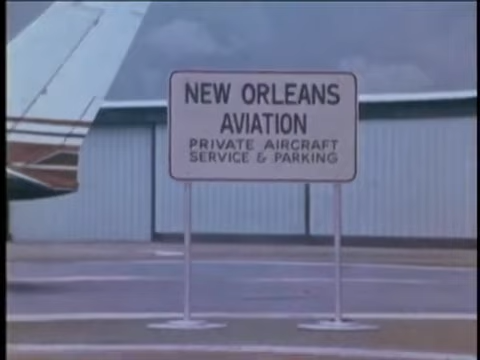 NEW ORLEANS
AVIATION
PRIVATE AIRCRAFT
SERVICE & PARKING